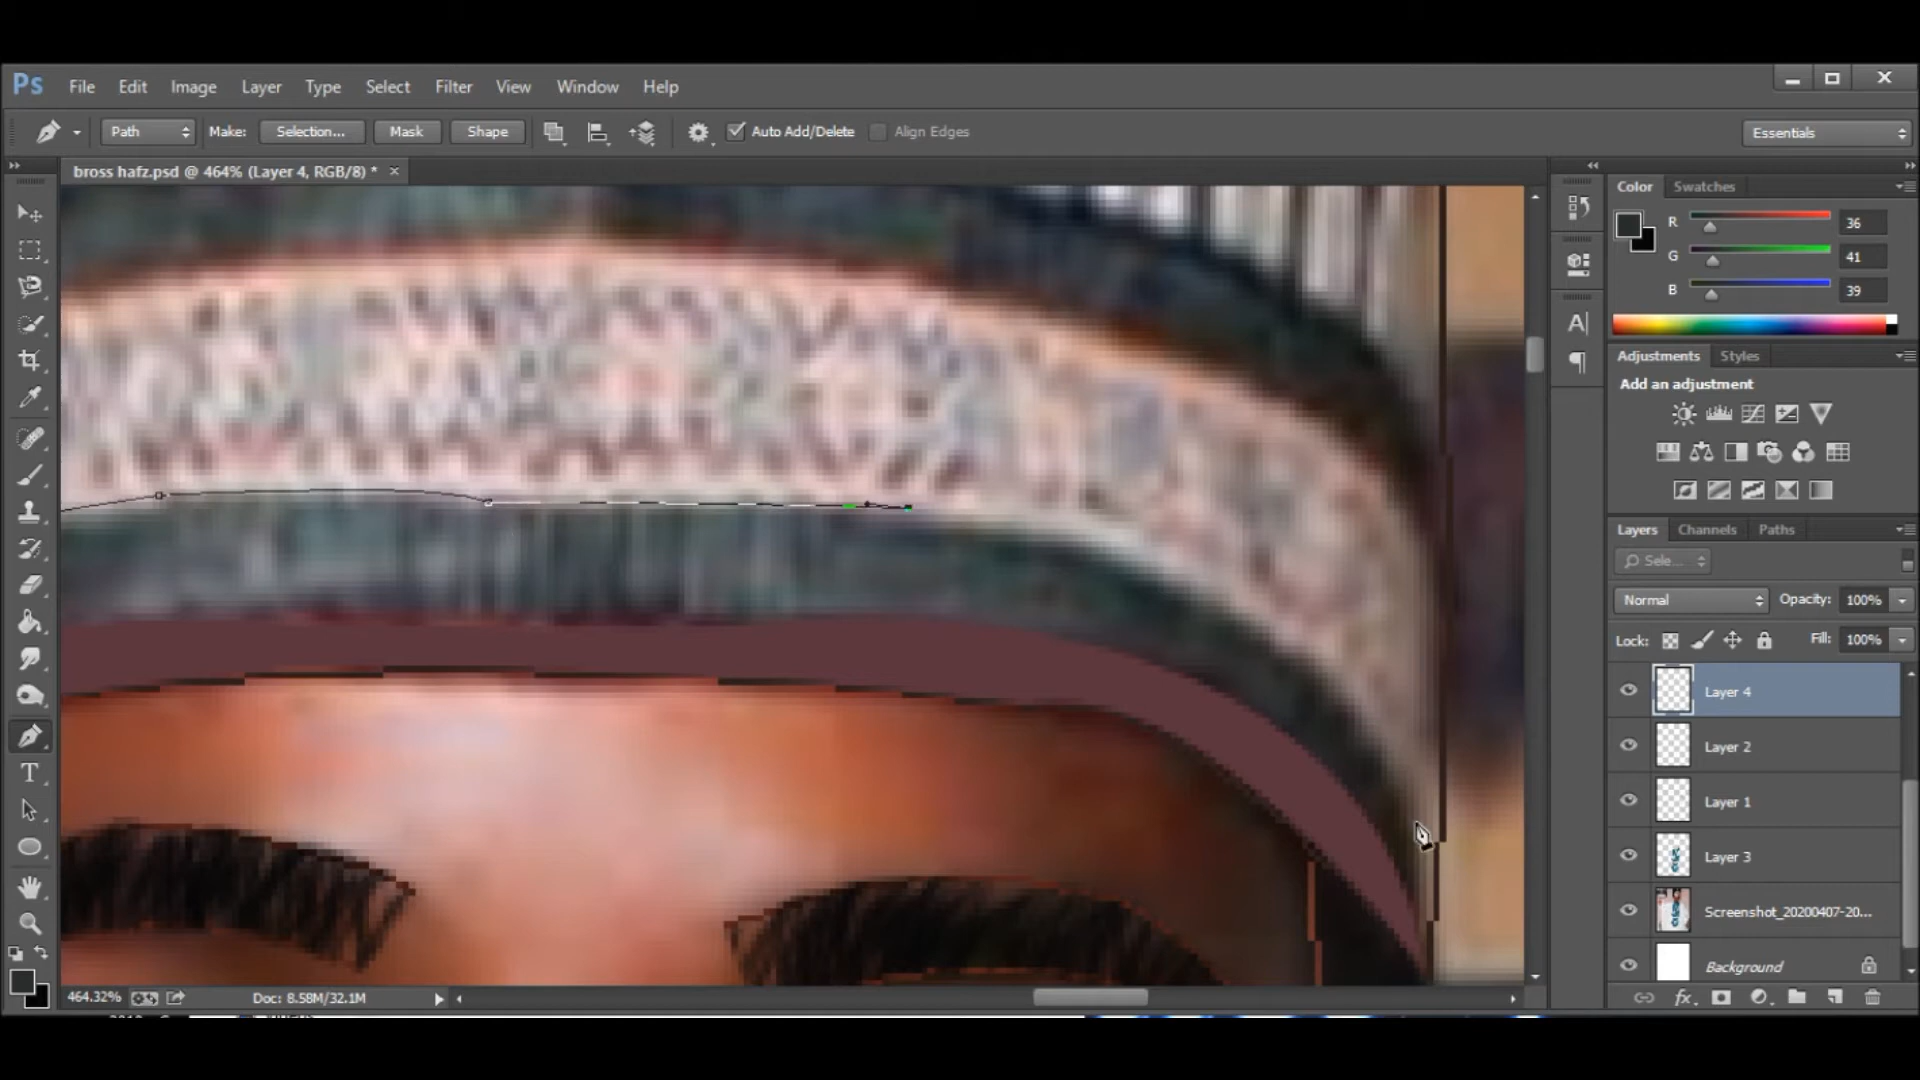 Ps File Edit Image Layer Type Select Filter View Window Help
Path Make: Selection... Mask Shape Auto Add/Delete Align Edges Essentials
bross hafz.psd @ 464% (Layer 4, RGB/8) * ×
Color Swatches
R 36
G 41
B 39
Adjustments Styles
Add an adjustment
Layers Channels Paths
Sele...
Normal Opacity: 100%
Lock: Fill: 100%
Layer 4
Layer 2
Layer 1
Layer 3
Screenshot_20200407-20...
Background
464.32% Doc: 8.58M/32.1M